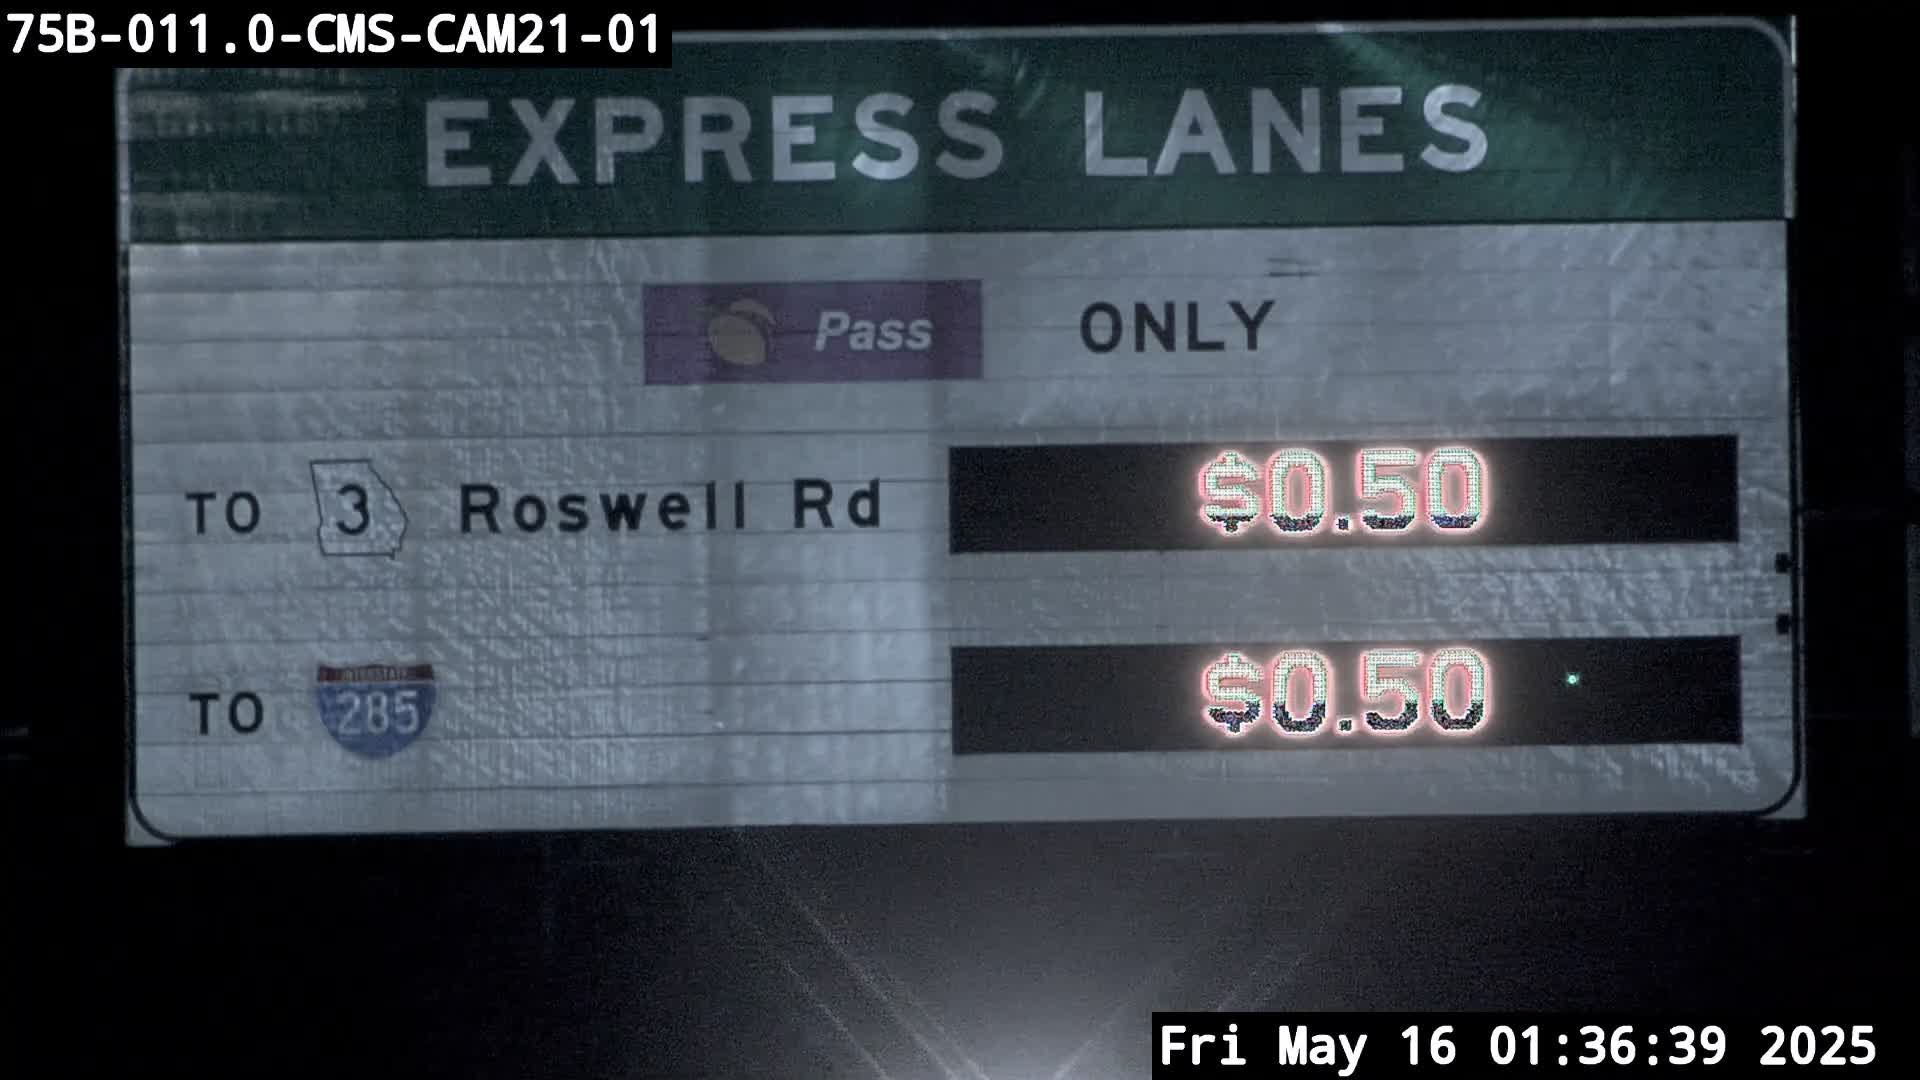 75B-011.0-CMS-CAM21-01
EXPRESS LANES
Pass ONLY
TO 3 Roswell Rd $0.50
TO INTERSTATE 285 $0.50
Fri May 16 01:36:39 2025